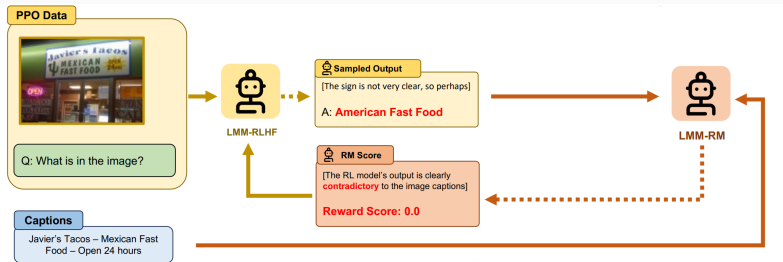 PPO Data
Javier's Tacos
MEXICAN
FAST FOOD
OPEN
Q: What is in the image?
LMM-RLHF
Sampled Output
[The sign is not very clear, so perhaps]
A: American Fast Food
RM Score
[The RL model's output is clearly
contradictory to the image captions]
Reward Score: 0.0
LMM-RM
Captions
Javier's Tacos – Mexican Fast
Food – Open 24 hours